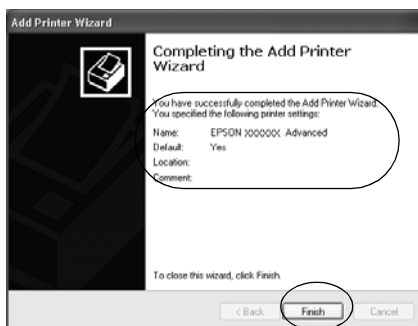 Add Printer Wizard
Completing the Add Printer
Wizard
You have successfully completed the Add Printer Wizard.
You specified the following printer settings:
Name: EPSON XXXXXX Advanced
Default: Yes
Location:
Comment:
To close this wizard, click Finish.
< Back Finish Cancel